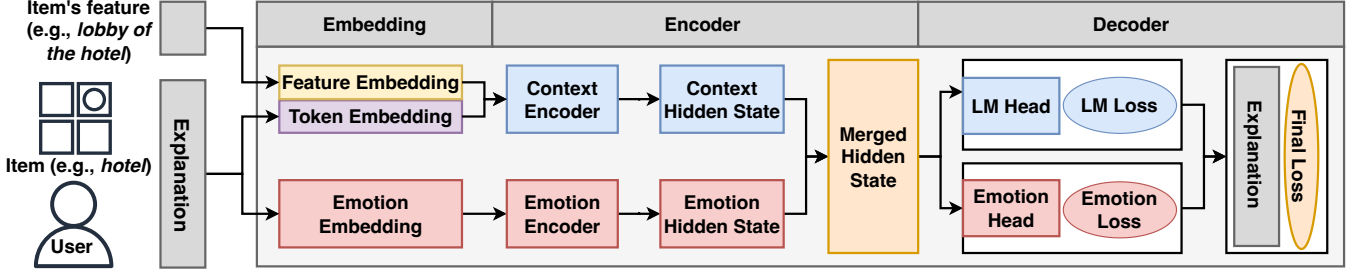 Item's feature
(e.g., lobby of
the hotel)
Item (e.g., hotel)
User
Explanation
Embedding
Encoder
Decoder
Feature Embedding
Token Embedding
Emotion
Embedding
Context
Encoder
Emotion
Encoder
Context
Hidden State
Emotion
Hidden State
Merged
Hidden
State
LM Head
LM Loss
Emotion
Head
Emotion
Loss
Explanation
Final Loss